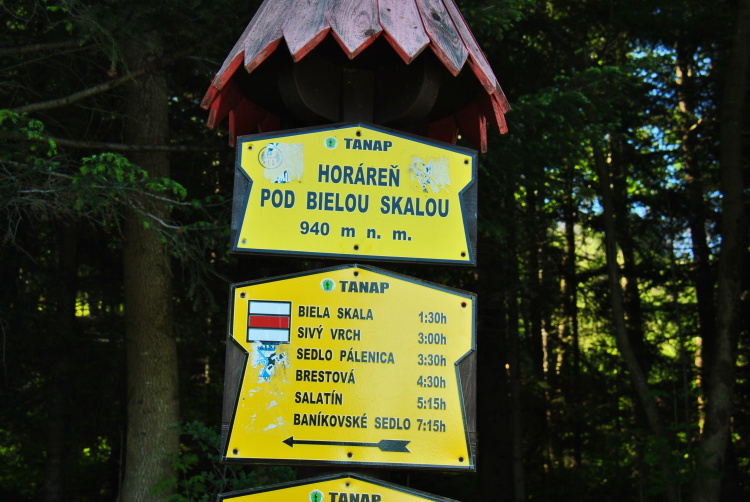 TANAP
HORÁREŇ
POD BIELOU SKALOU
940 m n. m.
TANAP
BIELA SKALA 1:30h
SIVÝ VRCH 3:00h
SEDLO PÁLENICA 3:30h
BRESTOVÁ 4:30h
SALATÍN 5:15h
BANÍKOVSKÉ SEDLO 7:15h
TANAP